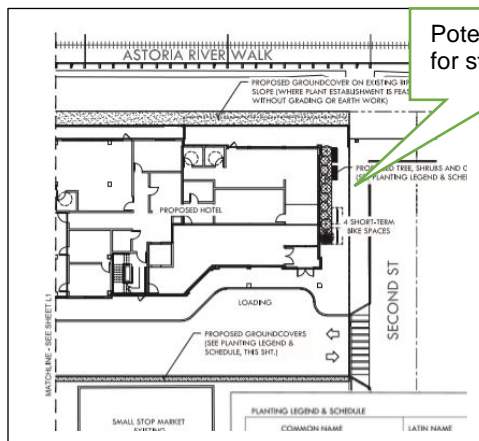 Pote
for s
ASTORIA RIVER WALK
PROPOSED GROUNDCOVER ON EXISTING RIP
SLOPE (WHERE PLANT ESTABLISHMENT IS FEAS
WITHOUT GRADING OR EARTH WORK)
PROPOSED TREE, SHRUBS AND G
(SEE PLANTING LEGEND & SCHED
PROPOSED HOTEL
4 SHORT-TERM
BIKE SPACES
LOADING
SECOND ST
MATCHLINE - SEE SHEET L1
PROPOSED GROUNDCOVERS
(SEE PLANTING LEGEND &
SCHEDULE, THIS SHT.)
SMALL STOP MARKET
EXISTING
PLANTING LEGEND & SCHEDULE
COMMON NAME
LATIN NAME